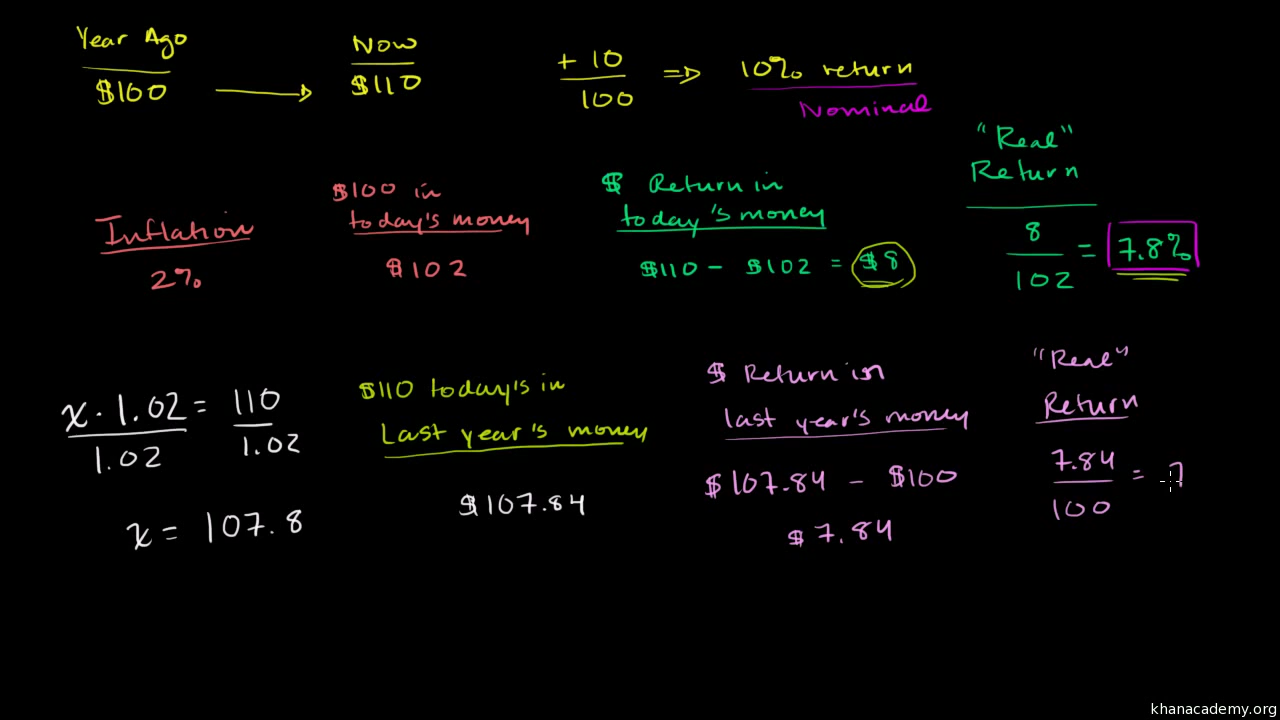 Year Ago
$100
Now
$110
+ 10
100
⇒ 10% return
Nominal
Inflation
2%
$100 in
today's money
$102
$ Return in
today's money
$110 - $102 = $8
"Real"
Return
8
102
= 7.8%
x · 1.02 = 110
1.02 1.02
x = 107.8
$110 today's in
Last year's money
$107.84
$ Return in
last year's money
$107.84 - $100
$7.84
"Real"
Return
7.84
100
= 7
khanacademy.org